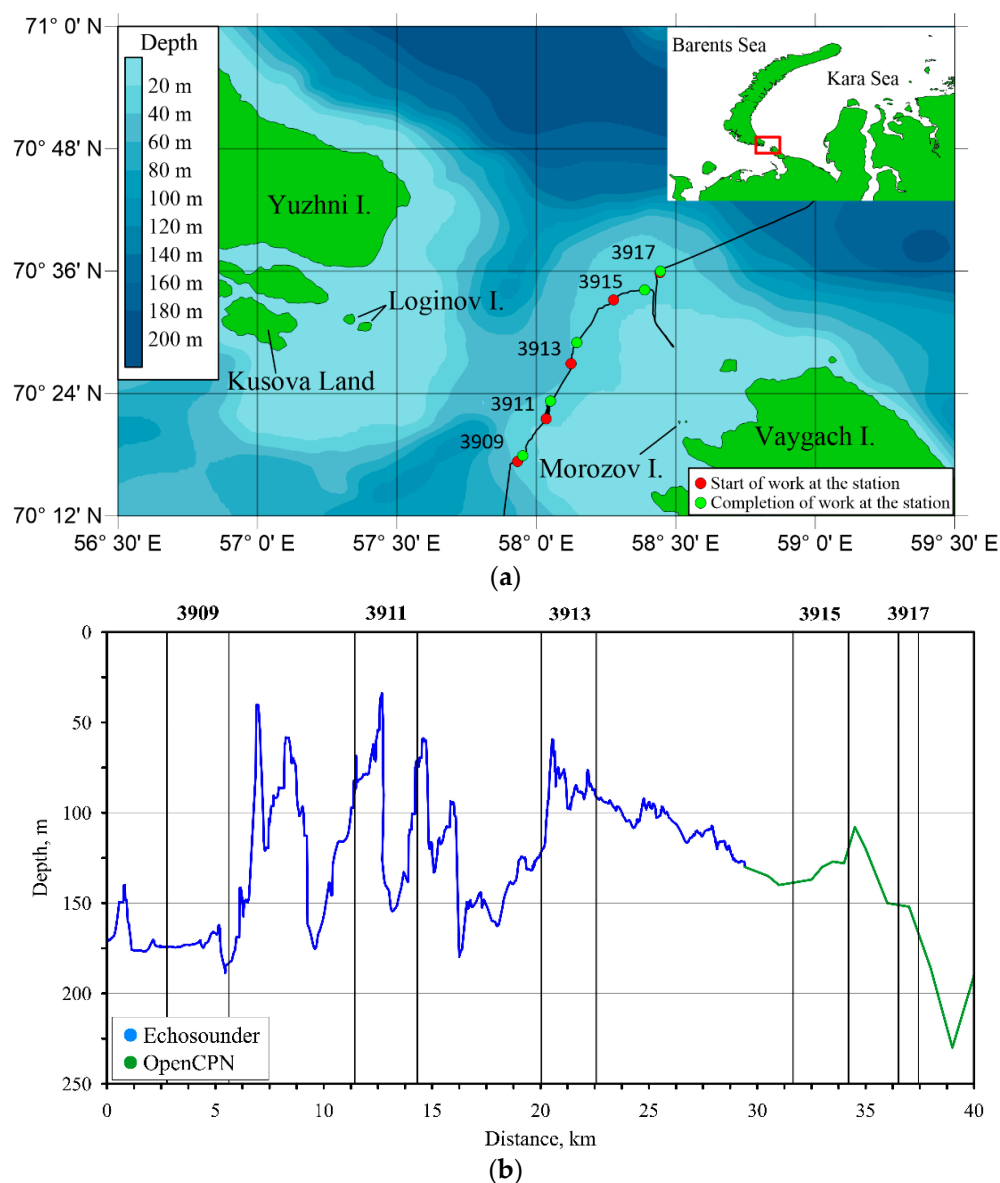 71° 0' N
Depth
20 m
40 m
60 m
80 m
100 m
120 m
140 m
160 m
180 m
200 m
Barents Sea
Kara Sea
70° 48' N
Yuzhni I.
70° 36' N
3917
3915
Loginov I.
3913
Kusova Land
70° 24' N
3911
3909
Morozov I.
Vaygach I.
Start of work at the station
Completion of work at the station
70° 12' N
56° 30' E
57° 0' E
57° 30' E
58° 0' E
58° 30' E
59° 0' E
59° 30' E
(a)
3909 3911 3913 3915 3917
0
50
100
150
200
250
Depth, m
Echosounder
OpenCPN
0 5 10 15 20 25 30 35 40
Distance, km
(b)